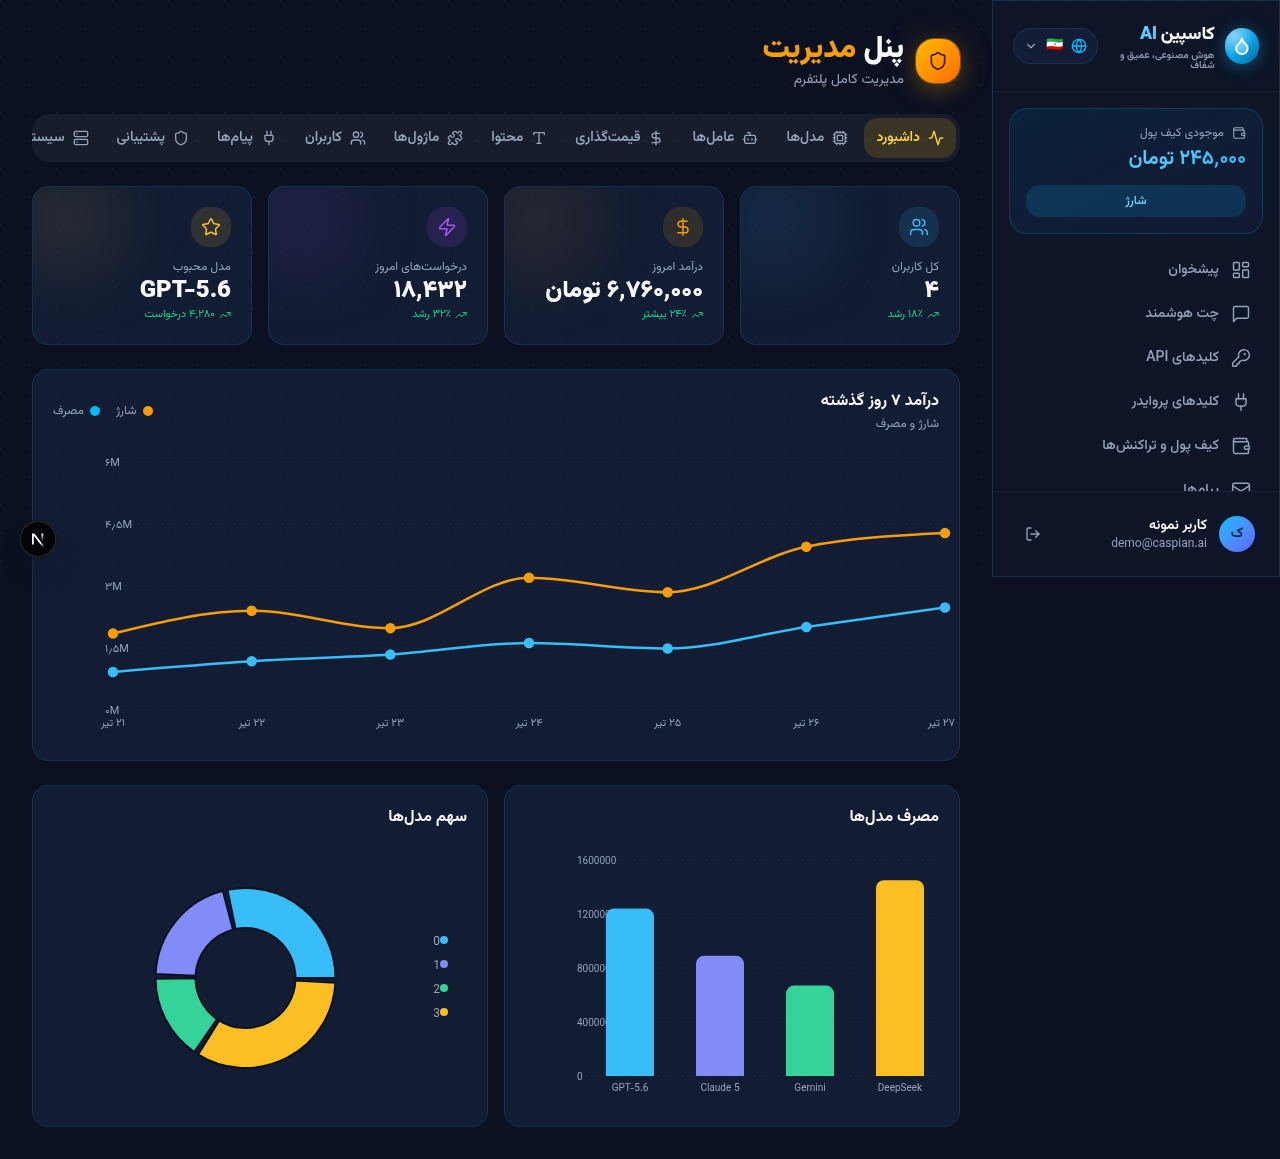 کاسپین AI
هوش مصنوعی، عمیق و
شفاف
موجودی کیف پول
۲۴۵,۰۰۰ تومان
شارژ
پیشخوان
چت هوشمند
کلیدهای API
کلیدهای پروایدر
کیف پول و تراکنش‌ها
پیام‌ها
ک
کاربر نمونه
demo@caspian.ai
پنل مدیریت
مدیریت کامل پلتفرم
داشبورد
مدل‌ها
عامل‌ها
قیمت‌گذاری
محتوا
ماژول‌ها
کاربران
پیام‌ها
پشتیبانی
سیست
کل کاربران
۴
۱۸٪ رشد
درآمد امروز
۶,۷۶۰,۰۰۰ تومان
۲۴٪ بیشتر
درخواست‌های امروز
۱۸,۴۳۲
۳۲٪ رشد
مدل محبوب
GPT-5.6
۴,۲۸۰ درخواست
درآمد ۷ روز گذشته
شارژ و مصرف
شارژ
مصرف
۶M
۴٫۵M
۳M
۱٫۵M
۰M
۲۱ تیر
۲۲ تیر
۲۳ تیر
۲۴ تیر
۲۵ تیر
۲۶ تیر
۲۷ تیر
N
مصرف مدل‌ها
1600000
120000
80000
40000
0
GPT-5.6
Claude 5
Gemini
DeepSeek
سهم مدل‌ها
0
1
2
3